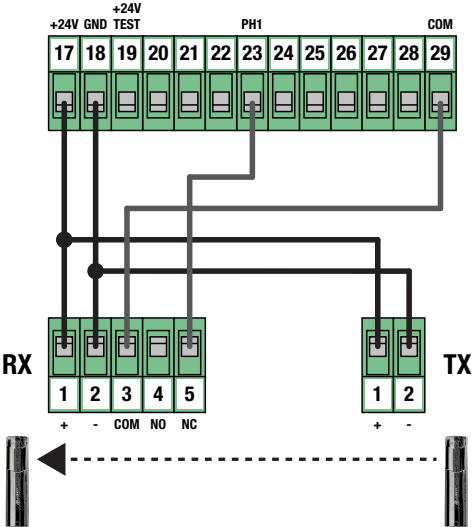 +24V
+24V GND TEST PH1 COM
17 18 19 20 21 22 23 24 25 26 27 28 29
RX TX
1 2 3 4 5 1 2
+ - COM NO NC + -